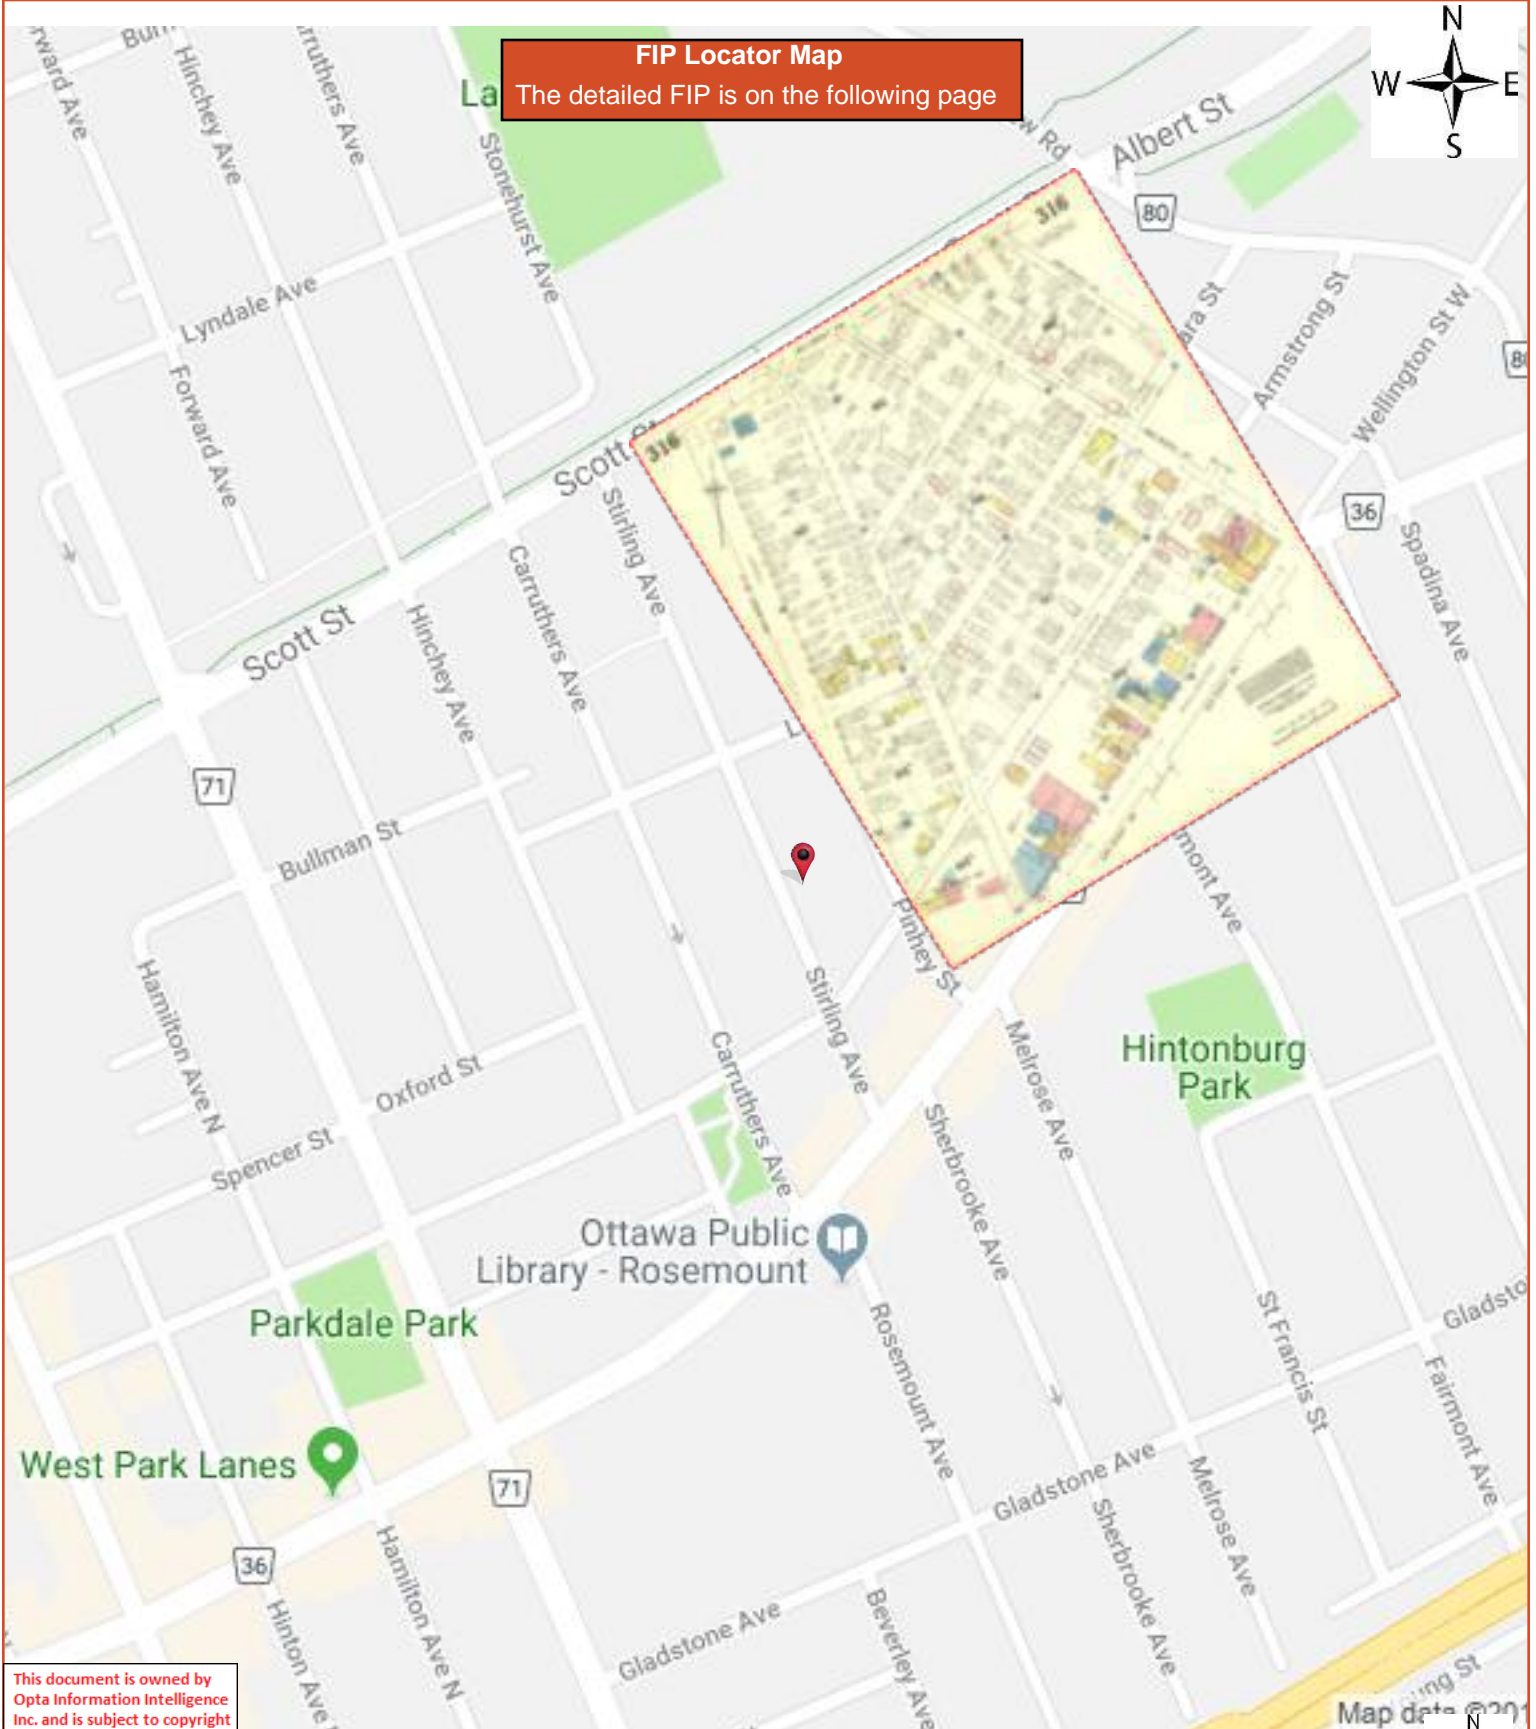 FIP Locator Map
The detailed FIP is on the following page
N
W
E
S
Hinchey Ave
Stonehurst Ave
Albert St
80
Lyndale Ave
Forward Ave
Armstrong St
Wellington St W
316
316
Scott St
Stirling Ave
36
Spadina Ave
Carruthers Ave
Scott St
Hinchey Ave
71
Bullman St
Pinhey St
Hamilton Ave N
Stirling Ave
Carruthers Ave
Melrose Ave
Hintonburg
Park
Oxford St
Spencer St
Sherbrooke Ave
Ottawa Public
Library - Rosemount
Parkdale Park
Rosemount Ave
St Francis St
Fairmont Ave
West Park Lanes
71
Gladstone Ave
Melrose Ave
Sherbrooke Ave
36
Hamilton Ave N
Hinton Ave
Gladstone Ave
Beverley Ave
This document is owned by
Opta Information Intelligence
Inc. and is subject to copyright
Map data
N